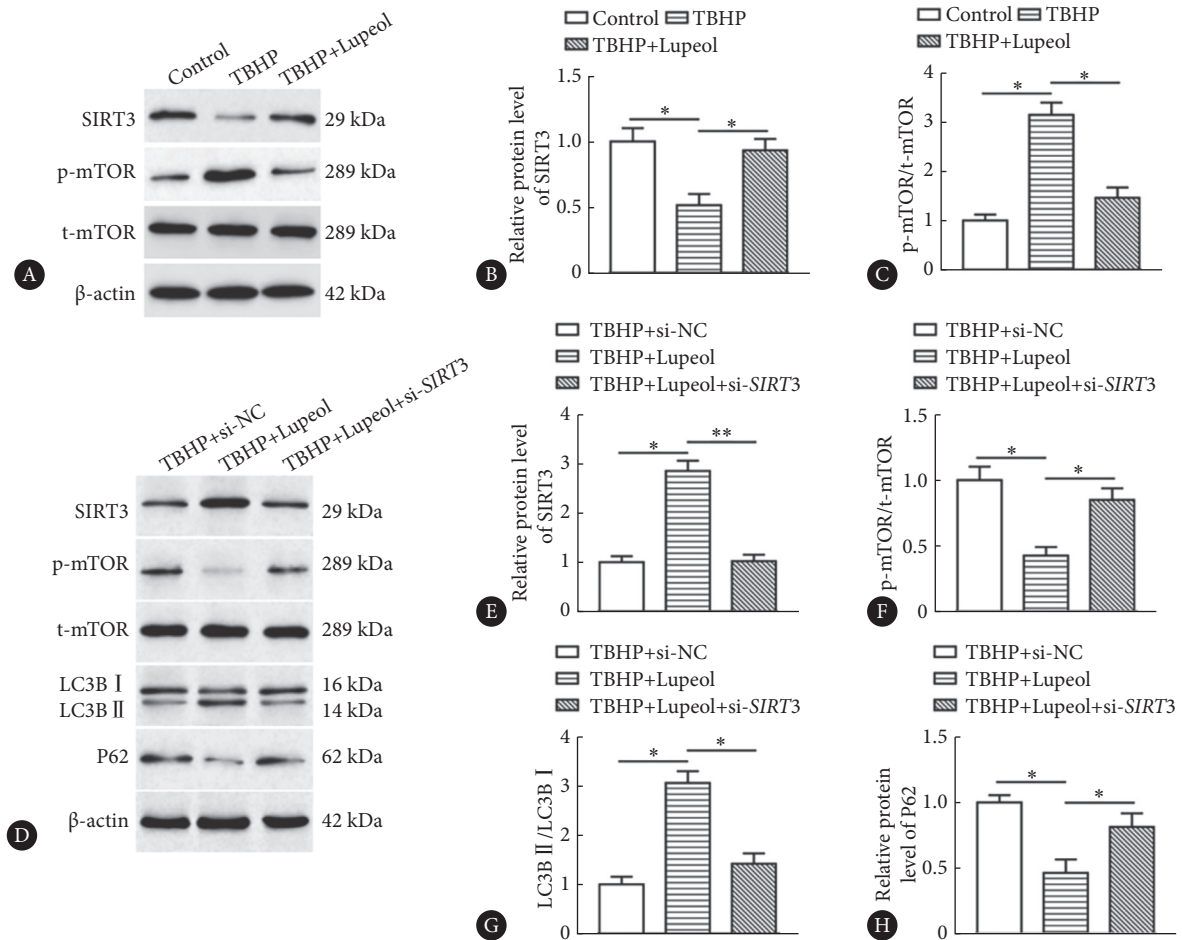 Control
TBHP
TBHP+Lupeol
SIRT3
29 kDa
p-mTOR
289 kDa
t-mTOR
289 kDa
β-actin
42 kDa
A
Control TBHP
TBHP+Lupeol
1.5
1.0
0.5
0
Relative protein level
of SIRT3
*
*
B
Control TBHP
TBHP+Lupeol
4
3
2
1
0
p-mTOR/t-mTOR
*
*
C
TBHP+si-NC
TBHP+Lupeol
TBHP+Lupeol+si-SIRT3
SIRT3
29 kDa
p-mTOR
289 kDa
t-mTOR
289 kDa
LC3B Ⅰ
16 kDa
LC3B Ⅱ
14 kDa
P62
62 kDa
β-actin
42 kDa
D
TBHP+si-NC
TBHP+Lupeol
TBHP+Lupeol+si-SIRT3
4
3
2
1
0
Relative protein level
of SIRT3
*
**
E
TBHP+si-NC
TBHP+Lupeol
TBHP+Lupeol+si-SIRT3
1.5
1.0
0.5
0
p-mTOR/t-mTOR
*
*
F
TBHP+si-NC
TBHP+Lupeol
TBHP+Lupeol+si-SIRT3
4
3
2
1
0
LC3B Ⅱ/LC3B Ⅰ
*
*
G
TBHP+si-NC
TBHP+Lupeol
TBHP+Lupeol+si-SIRT3
1.5
1.0
0.5
0
Relative protein
level of P62
*
*
H